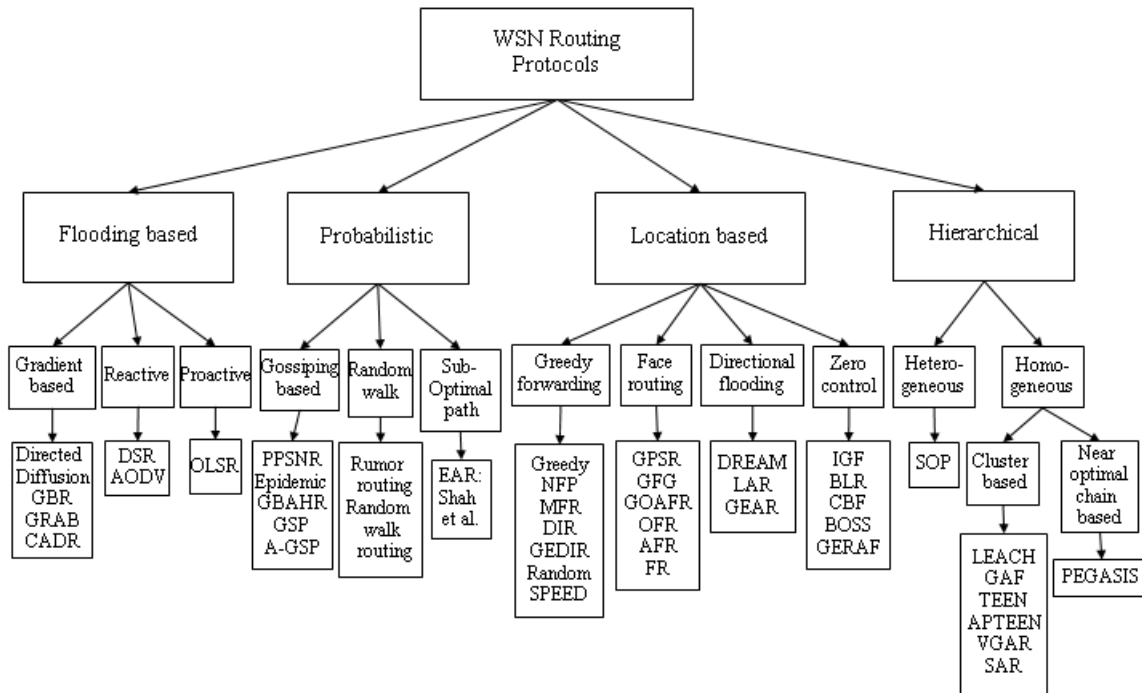 WSN Routing
Protocols
Flooding based
Probabilistic
Location based
Hierarchical
Gradient
based
Reactive
Proactive
Gossiping
based
Random
walk
Sub-
Optimal
path
Greedy
forwarding
Face
routing
Directional
flooding
Zero
control
Heter-
ogeneous
Homo-
geneous
Directed
Diffusion
GBR
GRAB
CADR
DSR
AODV
OLSR
PPSNR
Epidemic
GBAHR
GSP
A-GSP
Rumor
routing
Random
walk
routing
EAR:
Shah
et al.
Greedy
NFP
MFR
DIR
GEDIR
Random
SPEED
GPSR
GFG
GOAFR
OFR
AFR
FR
DREAM
LAR
GEAR
IGF
BLR
CBF
BOSS
GERAF
SOP
Cluster
based
Near
optimal
chain
based
LEACH
GAF
TEEN
APTEEN
VGAR
SAR
PEGASIS